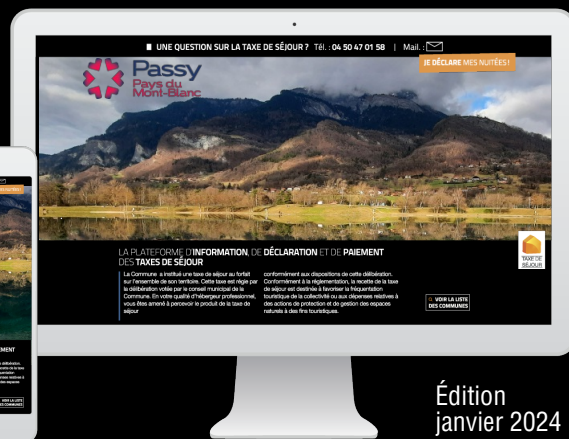 ■ UNE QUESTION SUR LA TAXE DE SÉJOUR ? Tél. : 04 50 47 01 58 | Mail. :
JE DÉCLARE MES NUITÉES !
Passy
Pays du
Mont-Blanc
LA PLATEFORME D'INFORMATION, DE DÉCLARATION ET DE PAIEMENT
DES TAXES DE SÉJOUR
La Commune a institué une taxe de séjour au forfait
sur l'ensemble de son territoire. Cette taxe est régie par
la délibération votée par le conseil municipal de la
Commune. En votre qualité d'hébergeur professionnel,
vous êtes amené à percevoir le produit de la taxe de
séjour
conformément aux dispositions de cette délibération.
Conformément à la réglementation, la recette de la taxe
de séjour est destinée à favoriser la fréquentation
touristique de la collectivité ou aux dépenses relatives à
des actions de protection et de gestion des espaces
naturels à des fins touristiques.
TAXE DE
SÉJOUR
VOIR LA LISTE
DES COMMUNES
VOIR LA LISTE
DES COMMUNES
Édition
janvier 2024